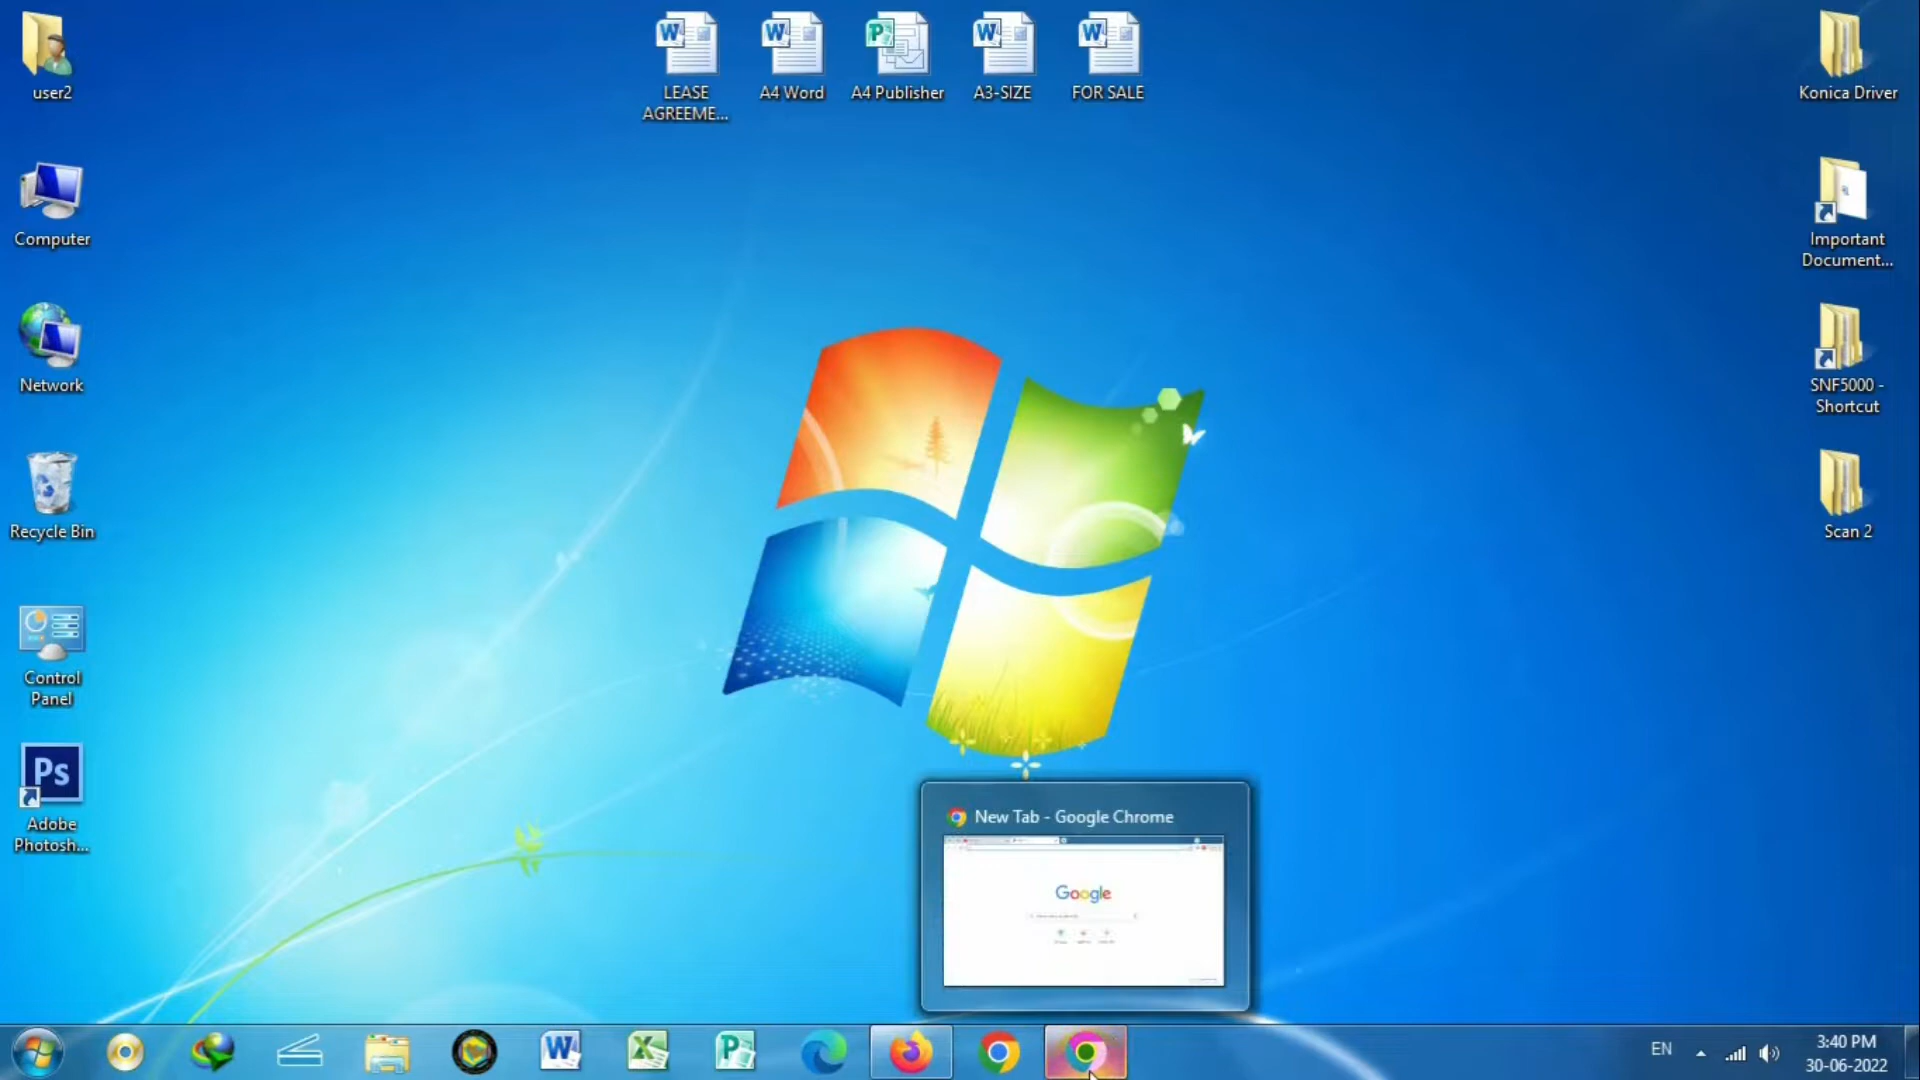 user2
LEASE
AGREEME...
A4 Word
A4 Publisher
A3-SIZE
FOR SALE
Konica Driver
Computer
Important
Document...
Network
SNF5000 -
Shortcut
Recycle Bin
Scan 2
Control
Panel
Ps
Adobe
Photosh...
New Tab - Google Chrome
Google
EN
3:40 PM
30-06-2022